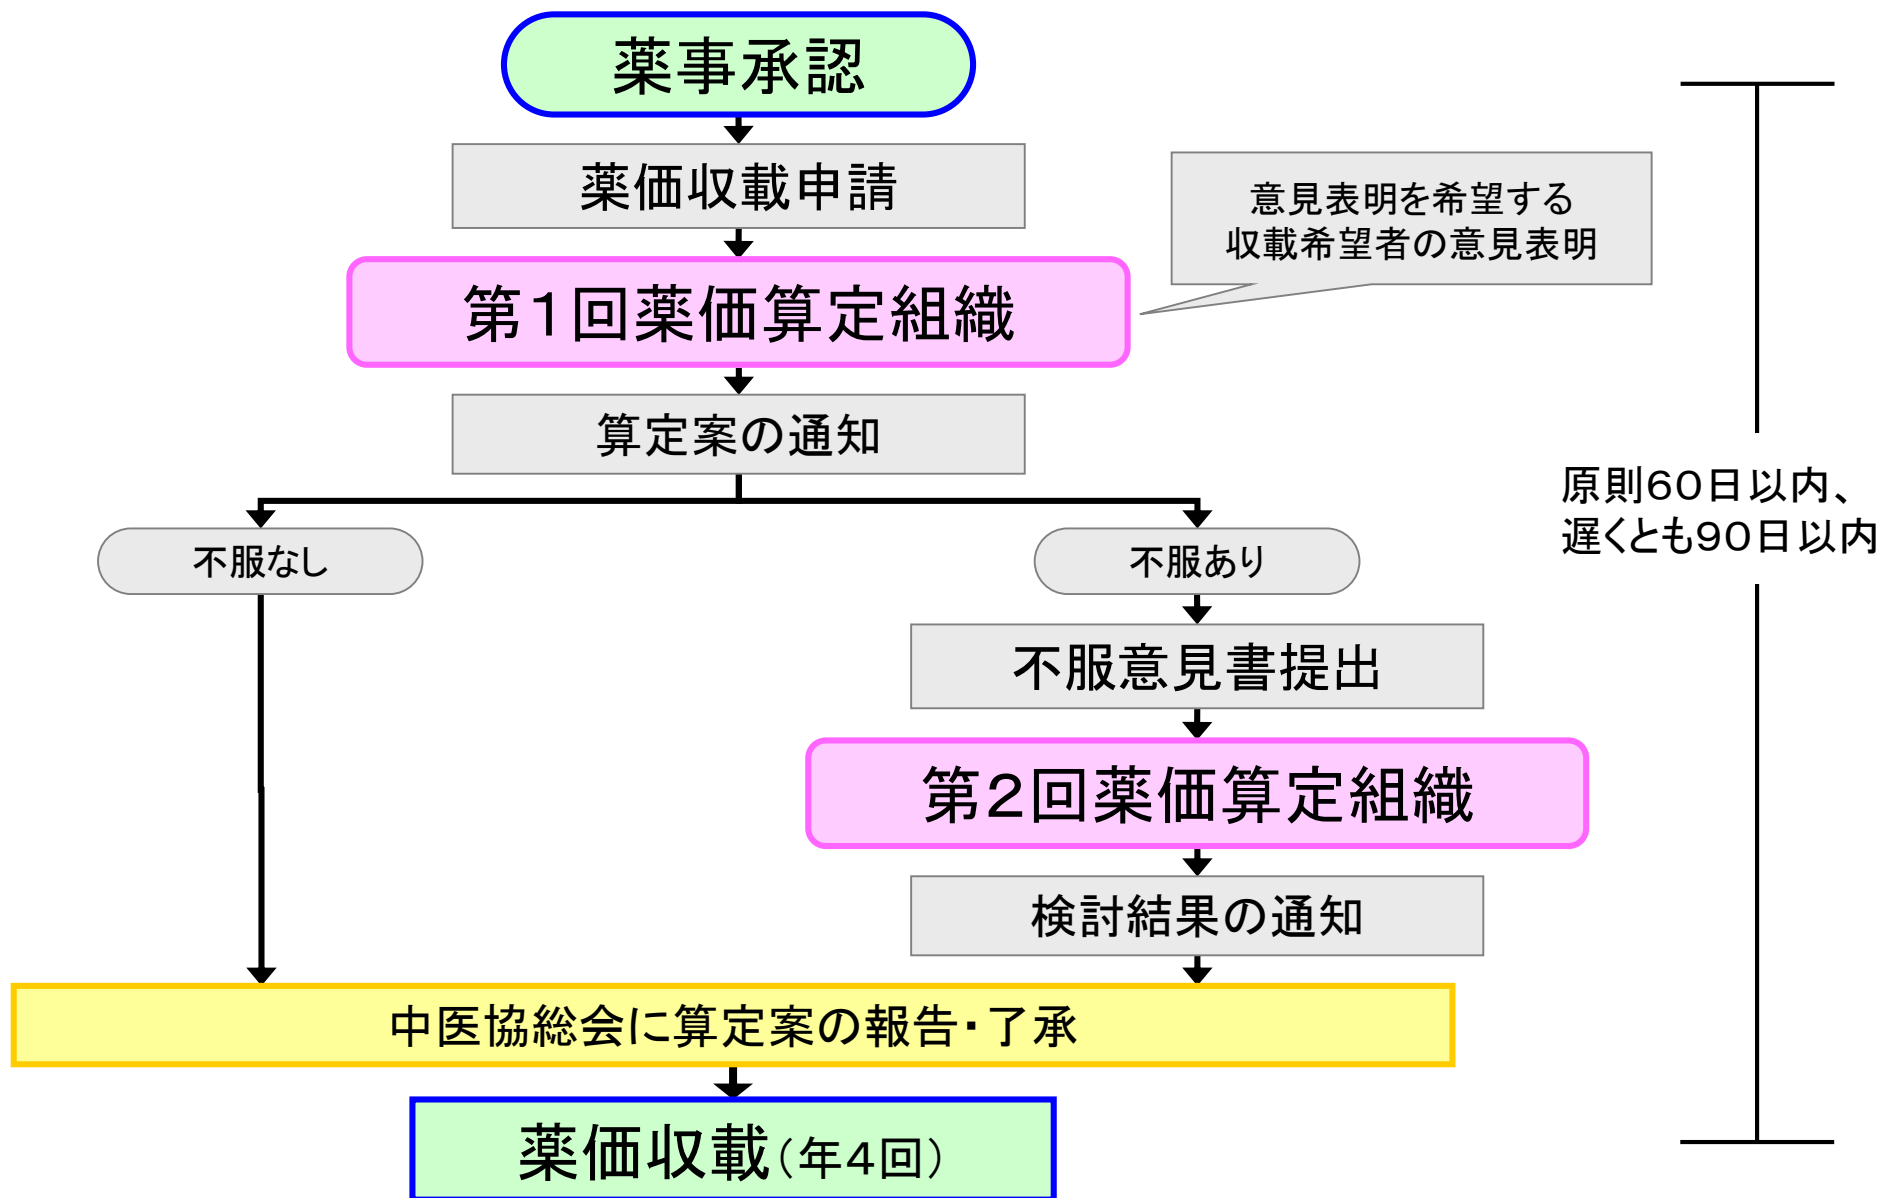 薬事承認
薬価収載申請
意見表明を希望する
収載希望者の意見表明
第１回薬価算定組織
算定案の通知
原則６０日以内、
遅くとも９０日以内
不服なし
不服あり
不服意見書提出
第２回薬価算定組織
検討結果の通知
中医協総会に算定案の報告・了承
薬価収載（年４回）